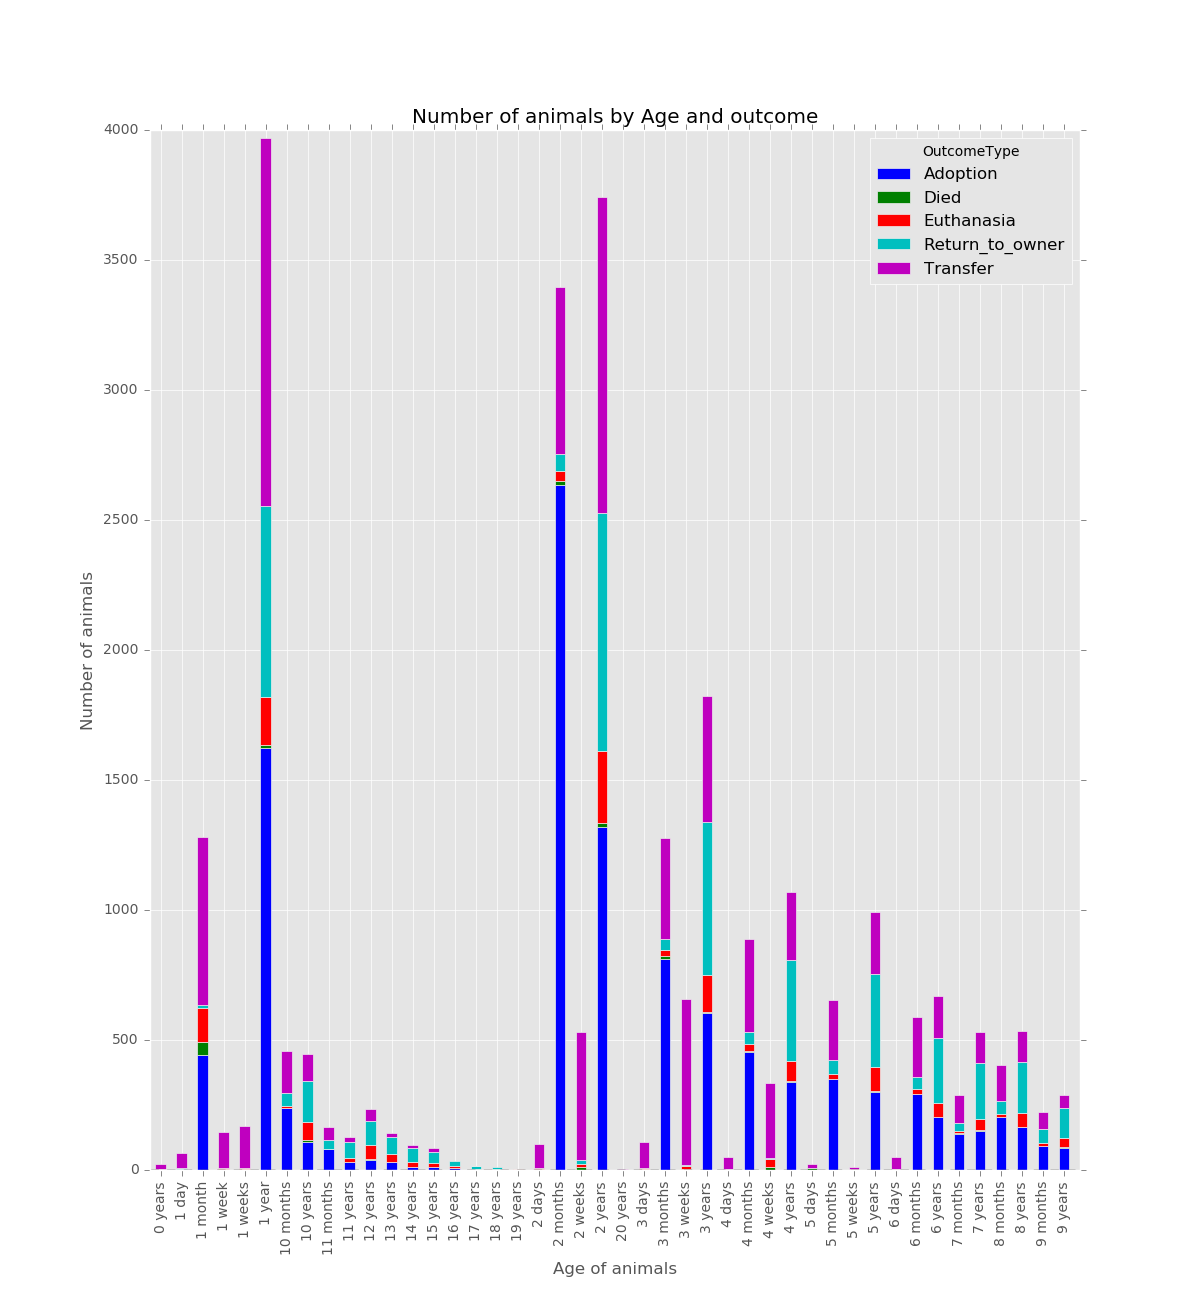 Number of animals by Age and outcome
4000
3500
3000
2500
2000
1500
1000
500
0
Number of animals
OutcomeType
Adoption
Died
Euthanasia
Return_to_owner
Transfer
0 years
1 day
1 month
1 week
1 weeks
1 year
10 months
10 years
11 months
11 years
12 years
13 years
14 years
15 years
16 years
17 years
18 years
19 years
2 days
2 months
2 weeks
2 years
20 years
3 days
3 months
3 weeks
3 years
4 days
4 months
4 weeks
4 years
5 days
5 months
5 weeks
5 years
6 days
6 months
6 years
7 months
7 years
8 months
8 years
9 months
9 years
Age of animals